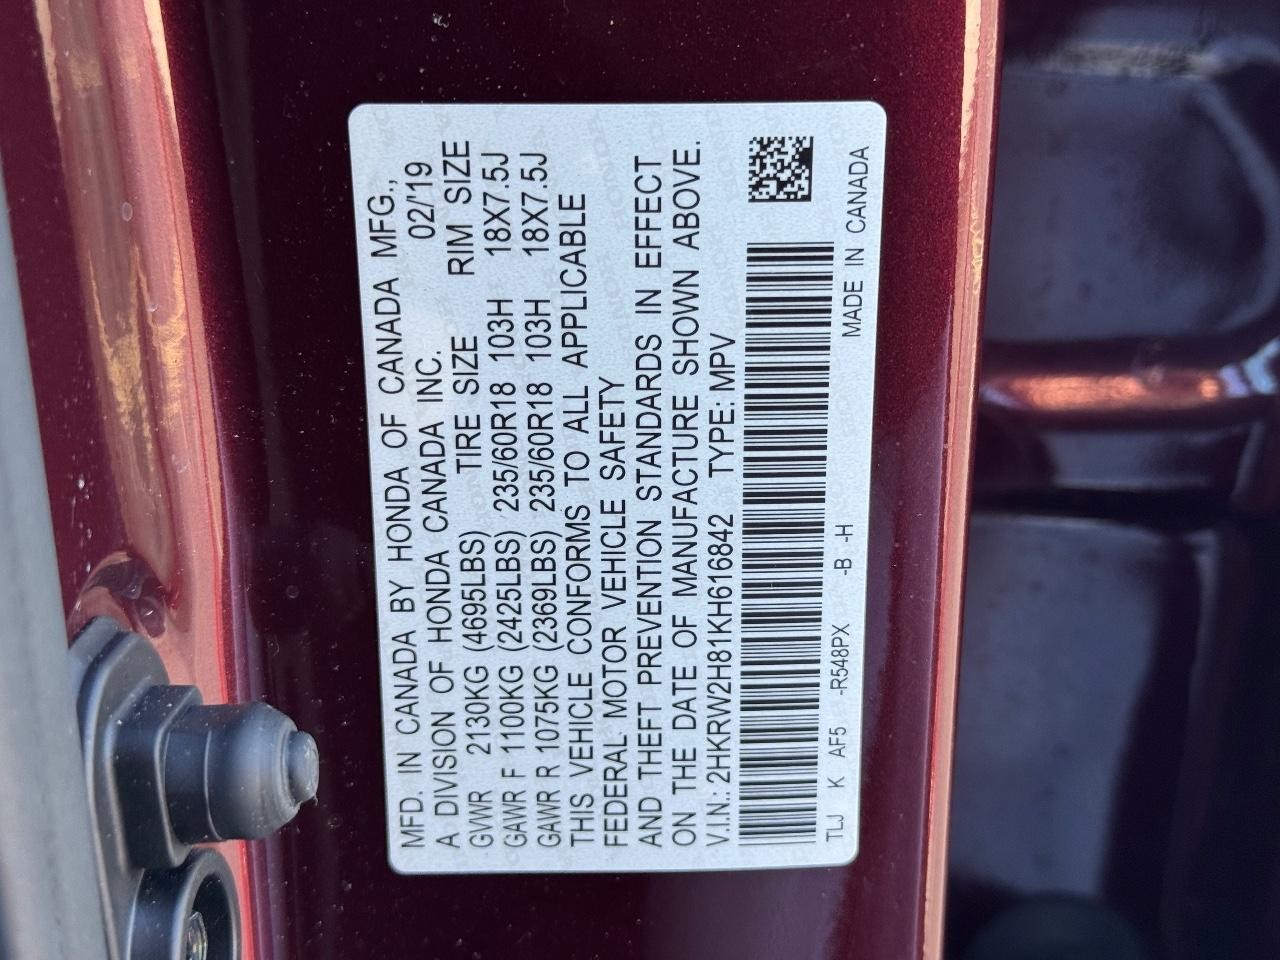 MFD. IN CANADA BY HONDA OF CANADA MFG.,
A DIVISION OF HONDA CANADA INC. 02/'19
GVWR 2130KG (4695LBS) TIRE SIZE RIM SIZE
GAWR F 1100KG (2425LBS) 235/60R18 103H 18X7.5J
GAWR R 1075KG (2369LBS) 235/60R18 103H 18X7.5J
THIS VEHICLE CONFORMS TO ALL APPLICABLE
FEDERAL MOTOR VEHICLE SAFETY
AND THEFT PREVENTION STANDARDS IN EFFECT
ON THE DATE OF MANUFACTURE SHOWN ABOVE.
V.I.N.: 2HKRW2H81KH616842 TYPE: MPV
TLJ K AF5 -R548PX -B -H MADE IN CANADA